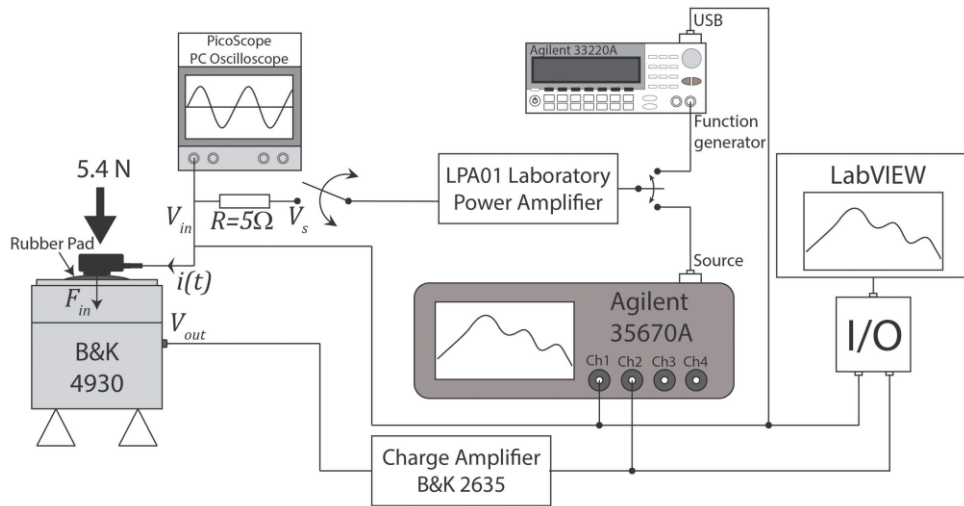 PicoScope
PC Oscilloscope
USB
Agilent 33220A
Function
generator
5.4 N
LPA01 Laboratory
Power Amplifier
LabVIEW
V_in
R=5Ω
V_s
Rubber Pad
i(t)
Source
F_in
V_out
Agilent
35670A
I/O
B&K
4930
Ch1 Ch2 Ch3 Ch4
Charge Amplifier
B&K 2635